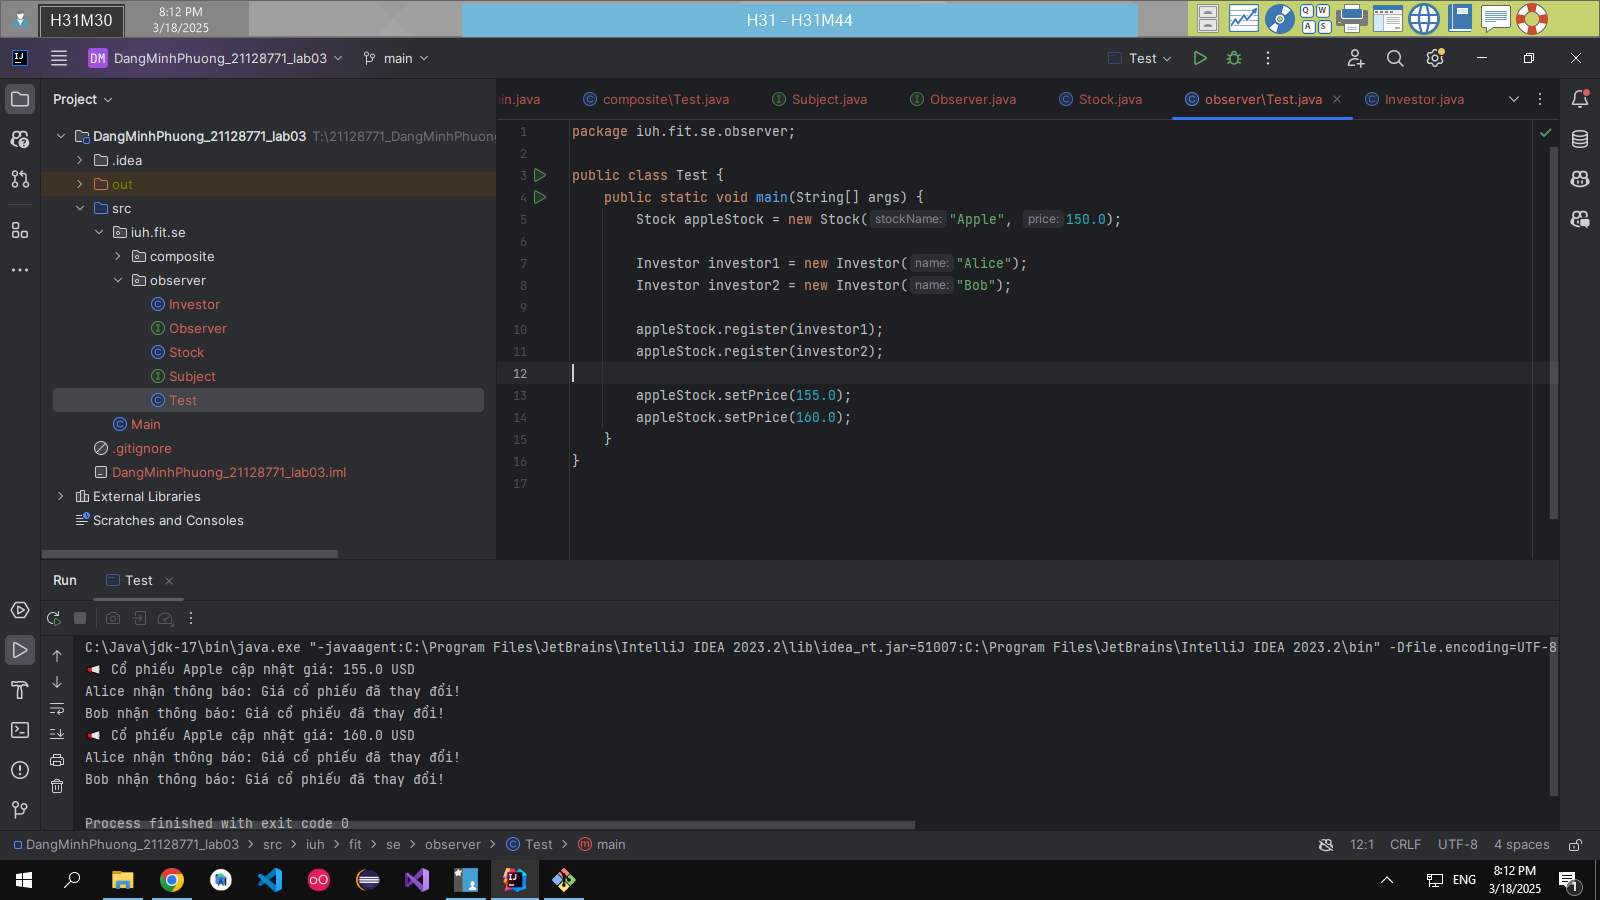 H31M30
8:12 PM
3/18/2025
H31 - H31M44
Q W
A S
DM DangMinhPhuong_21128771_lab03
main
Test
Project
in.java
composite\Test.java
Subject.java
Observer.java
Stock.java
observer\Test.java
Investor.java
DangMinhPhuong_21128771_lab03 T:\21128771_DangMinhPhuong
.idea
out
src
iuh.fit.se
composite
observer
Investor
Observer
Stock
Subject
Test
Main
.gitignore
DangMinhPhuong_21128771_lab03.iml
External Libraries
Scratches and Consoles
1 package iuh.fit.se.observer;
2
3 public class Test {
4 public static void main(String[] args) {
5 Stock appleStock = new Stock( stockName: "Apple", price: 150.0);
6
7 Investor investor1 = new Investor( name: "Alice");
8 Investor investor2 = new Investor( name: "Bob");
9
10 appleStock.register(investor1);
11 appleStock.register(investor2);
12
13 appleStock.setPrice(155.0);
14 appleStock.setPrice(160.0);
15 }
16 }
17
Run
Test
C:\Java\jdk-17\bin\java.exe "-javaagent:C:\Program Files\JetBrains\IntelliJ IDEA 2023.2\lib\idea_rt.jar=51007:C:\Program Files\JetBrains\IntelliJ IDEA 2023.2\bin" -Dfile.encoding=UTF-8
📢 Cổ phiếu Apple cập nhật giá: 155.0 USD
Alice nhận thông báo: Giá cổ phiếu đã thay đổi!
Bob nhận thông báo: Giá cổ phiếu đã thay đổi!
📢 Cổ phiếu Apple cập nhật giá: 160.0 USD
Alice nhận thông báo: Giá cổ phiếu đã thay đổi!
Bob nhận thông báo: Giá cổ phiếu đã thay đổi!
Process finished with exit code 0
DangMinhPhuong_21128771_lab03 > src > iuh > fit > se > observer > Test > main
12:1 CRLF UTF-8 4 spaces
ENG
8:12 PM
3/18/2025
1